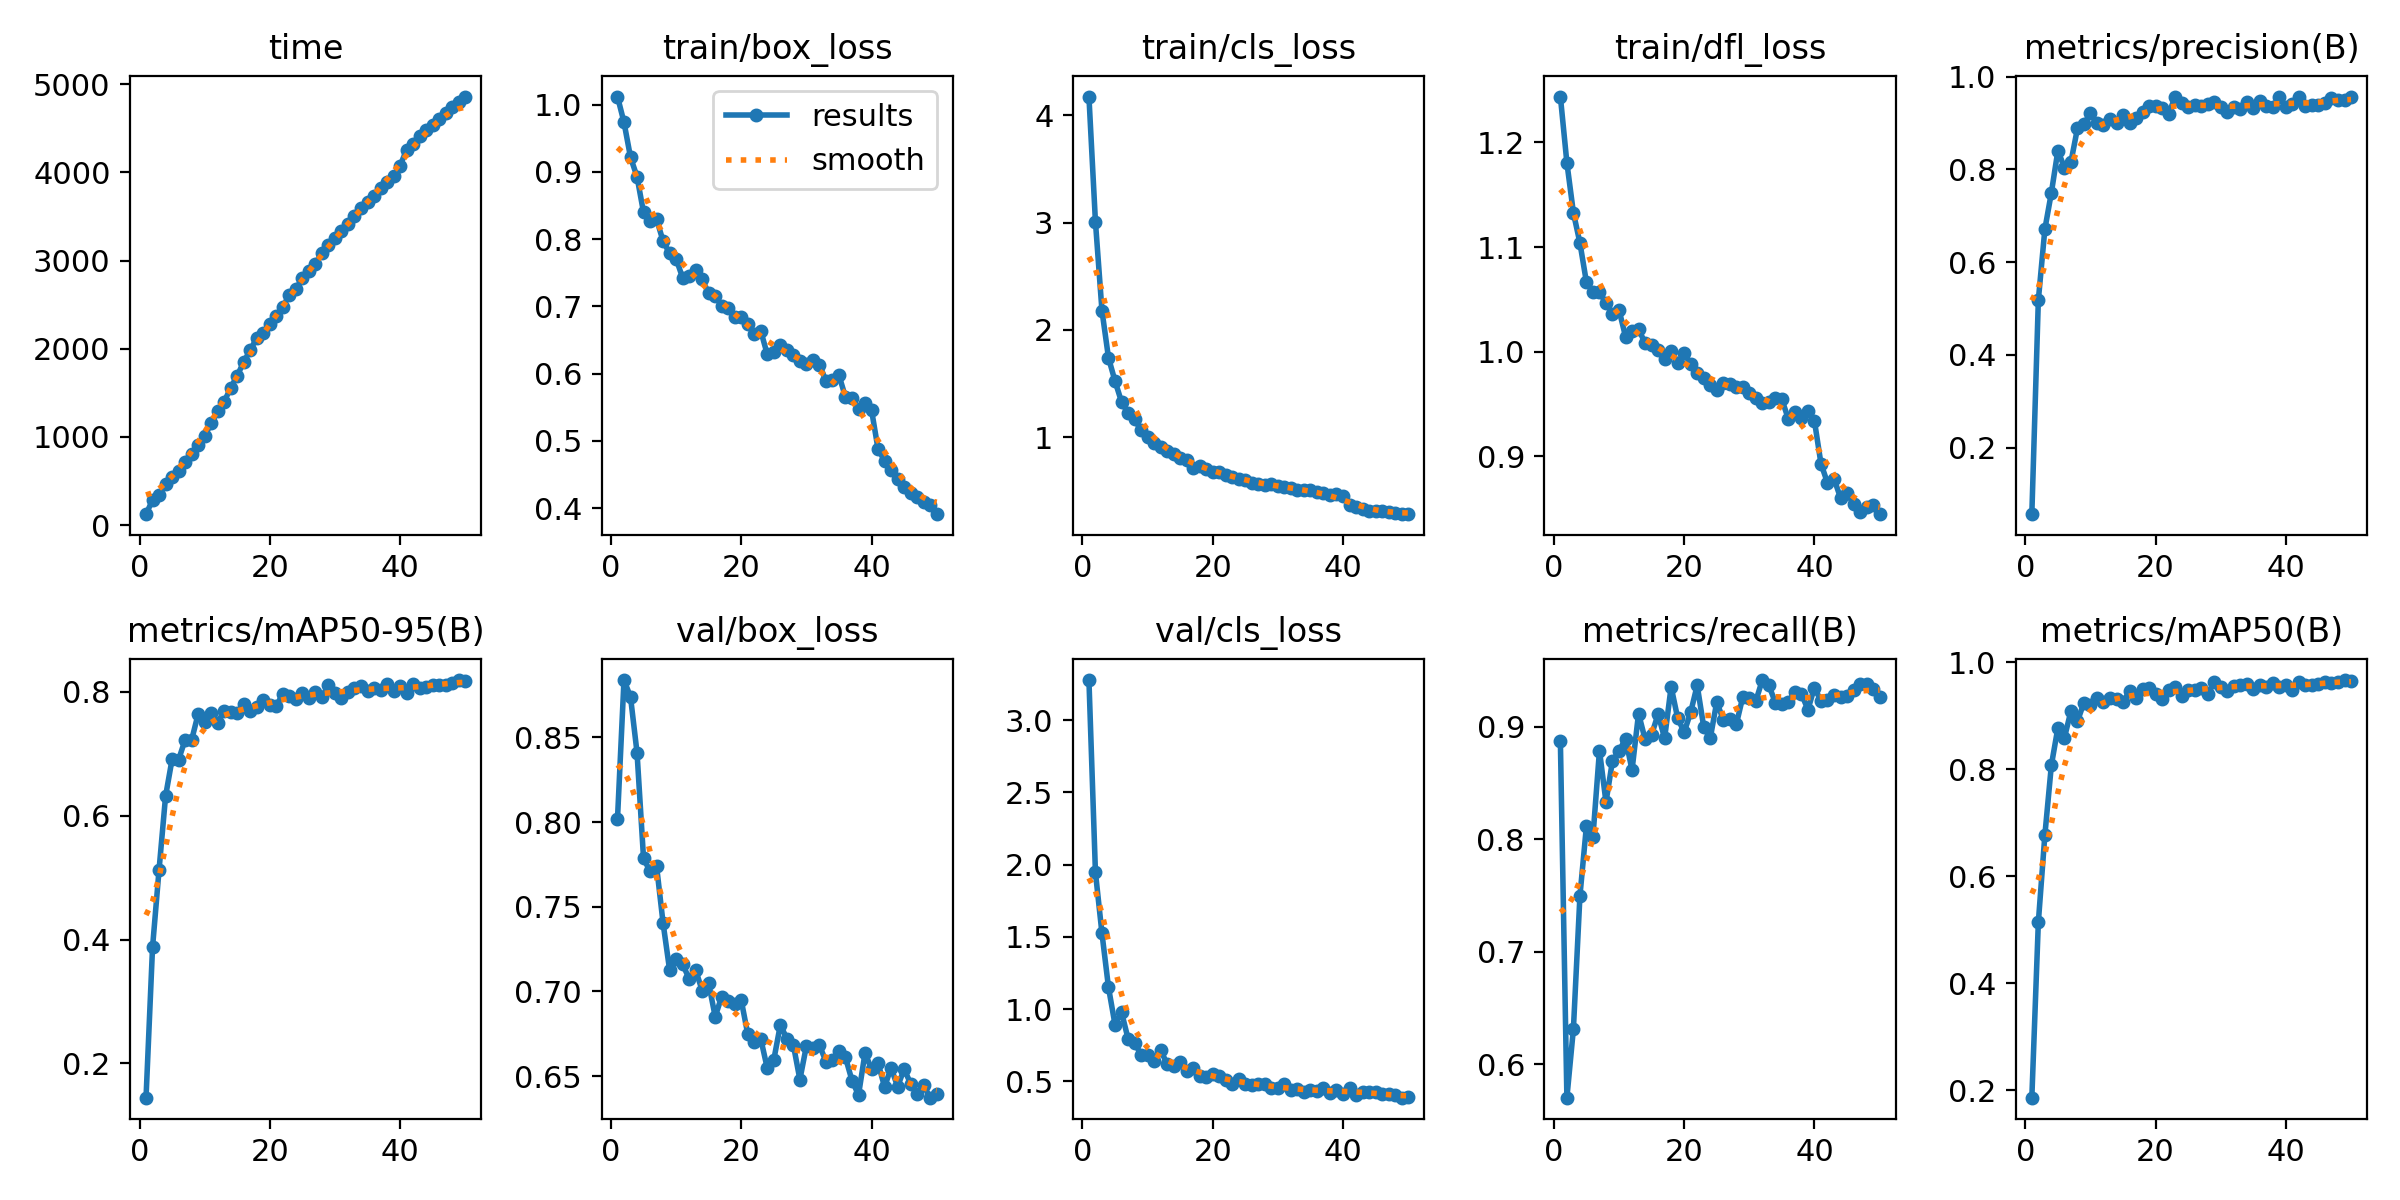 time
5000
4000
3000
2000
1000
0
0 20 40
train/box_loss
results
smooth
1.0
0.9
0.8
0.7
0.6
0.5
0.4
0 20 40
train/cls_loss
4
3
2
1
0 20 40
train/dfl_loss
1.2
1.1
1.0
0.9
0 20 40
metrics/precision(B)
1.0
0.8
0.6
0.4
0.2
0 20 40
metrics/mAP50-95(B)
0.8
0.6
0.4
0.2
0 20 40
val/box_loss
0.85
0.80
0.75
0.70
0.65
0 20 40
val/cls_loss
3.0
2.5
2.0
1.5
1.0
0.5
0 20 40
metrics/recall(B)
0.9
0.8
0.7
0.6
0 20 40
metrics/mAP50(B)
1.0
0.8
0.6
0.4
0.2
0 20 40